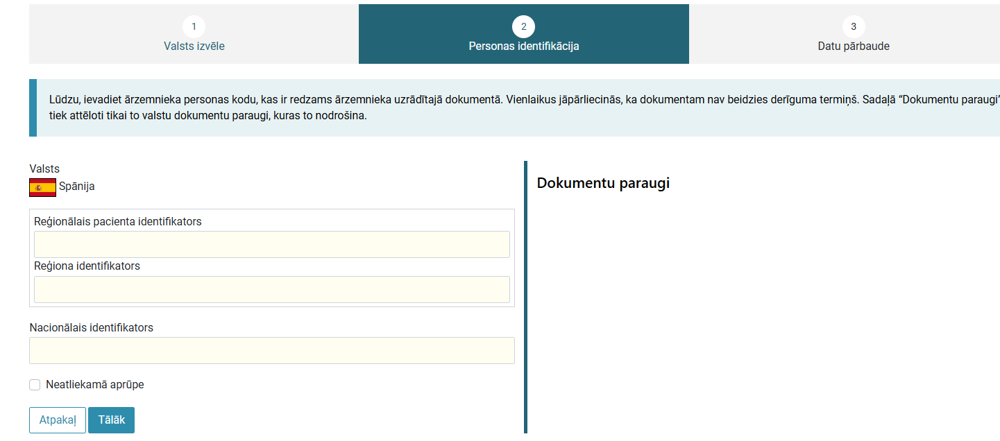 1
Valsts izvēle
2
Personas identifikācija
3
Datu pārbaude
Lūdzu, ievadiet ārzemnieka personas kodu, kas ir redzams ārzemnieka uzrādītajā dokumentā. Vienlaikus jāpārliecinās, ka dokumentam nav beidzies derīguma termiņš. Sadaļā “Dokumentu paraugi”
tiek attēloti tikai to valstu dokumentu paraugi, kuras to nodrošina.
Valsts
Spānija
Reģionālais pacienta identifikators
Reģiona identifikators
Nacionālais identifikators
Neatliekamā aprūpe
Atpakaļ Tālāk
Dokumentu paraugi